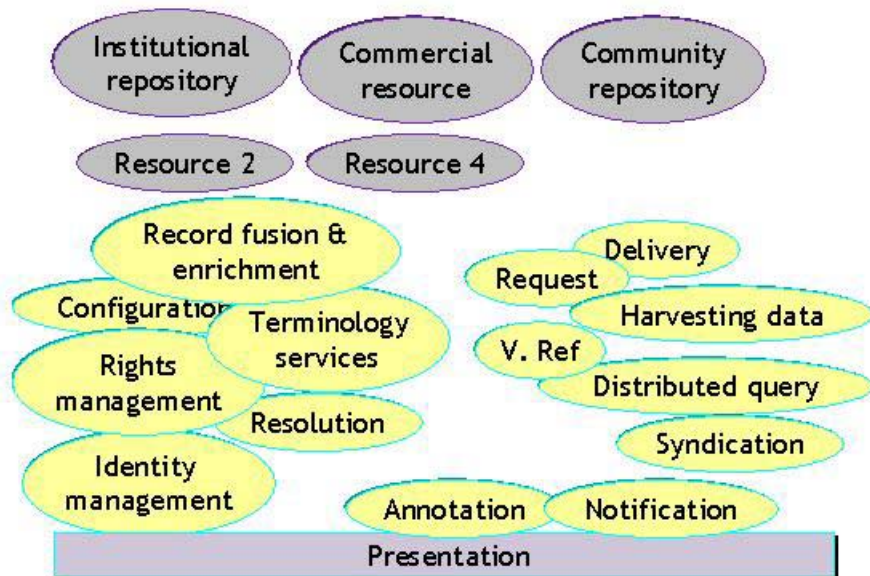 Institutional
repository
Commercial
resource
Community
repository
Resource 2
Resource 4
Record fusion &
enrichment
Delivery
Request
Configuration
Terminology
services
Harvesting data
V. Ref
Rights
management
Distributed query
Resolution
Syndication
Identity
management
Annotation
Notification
Presentation